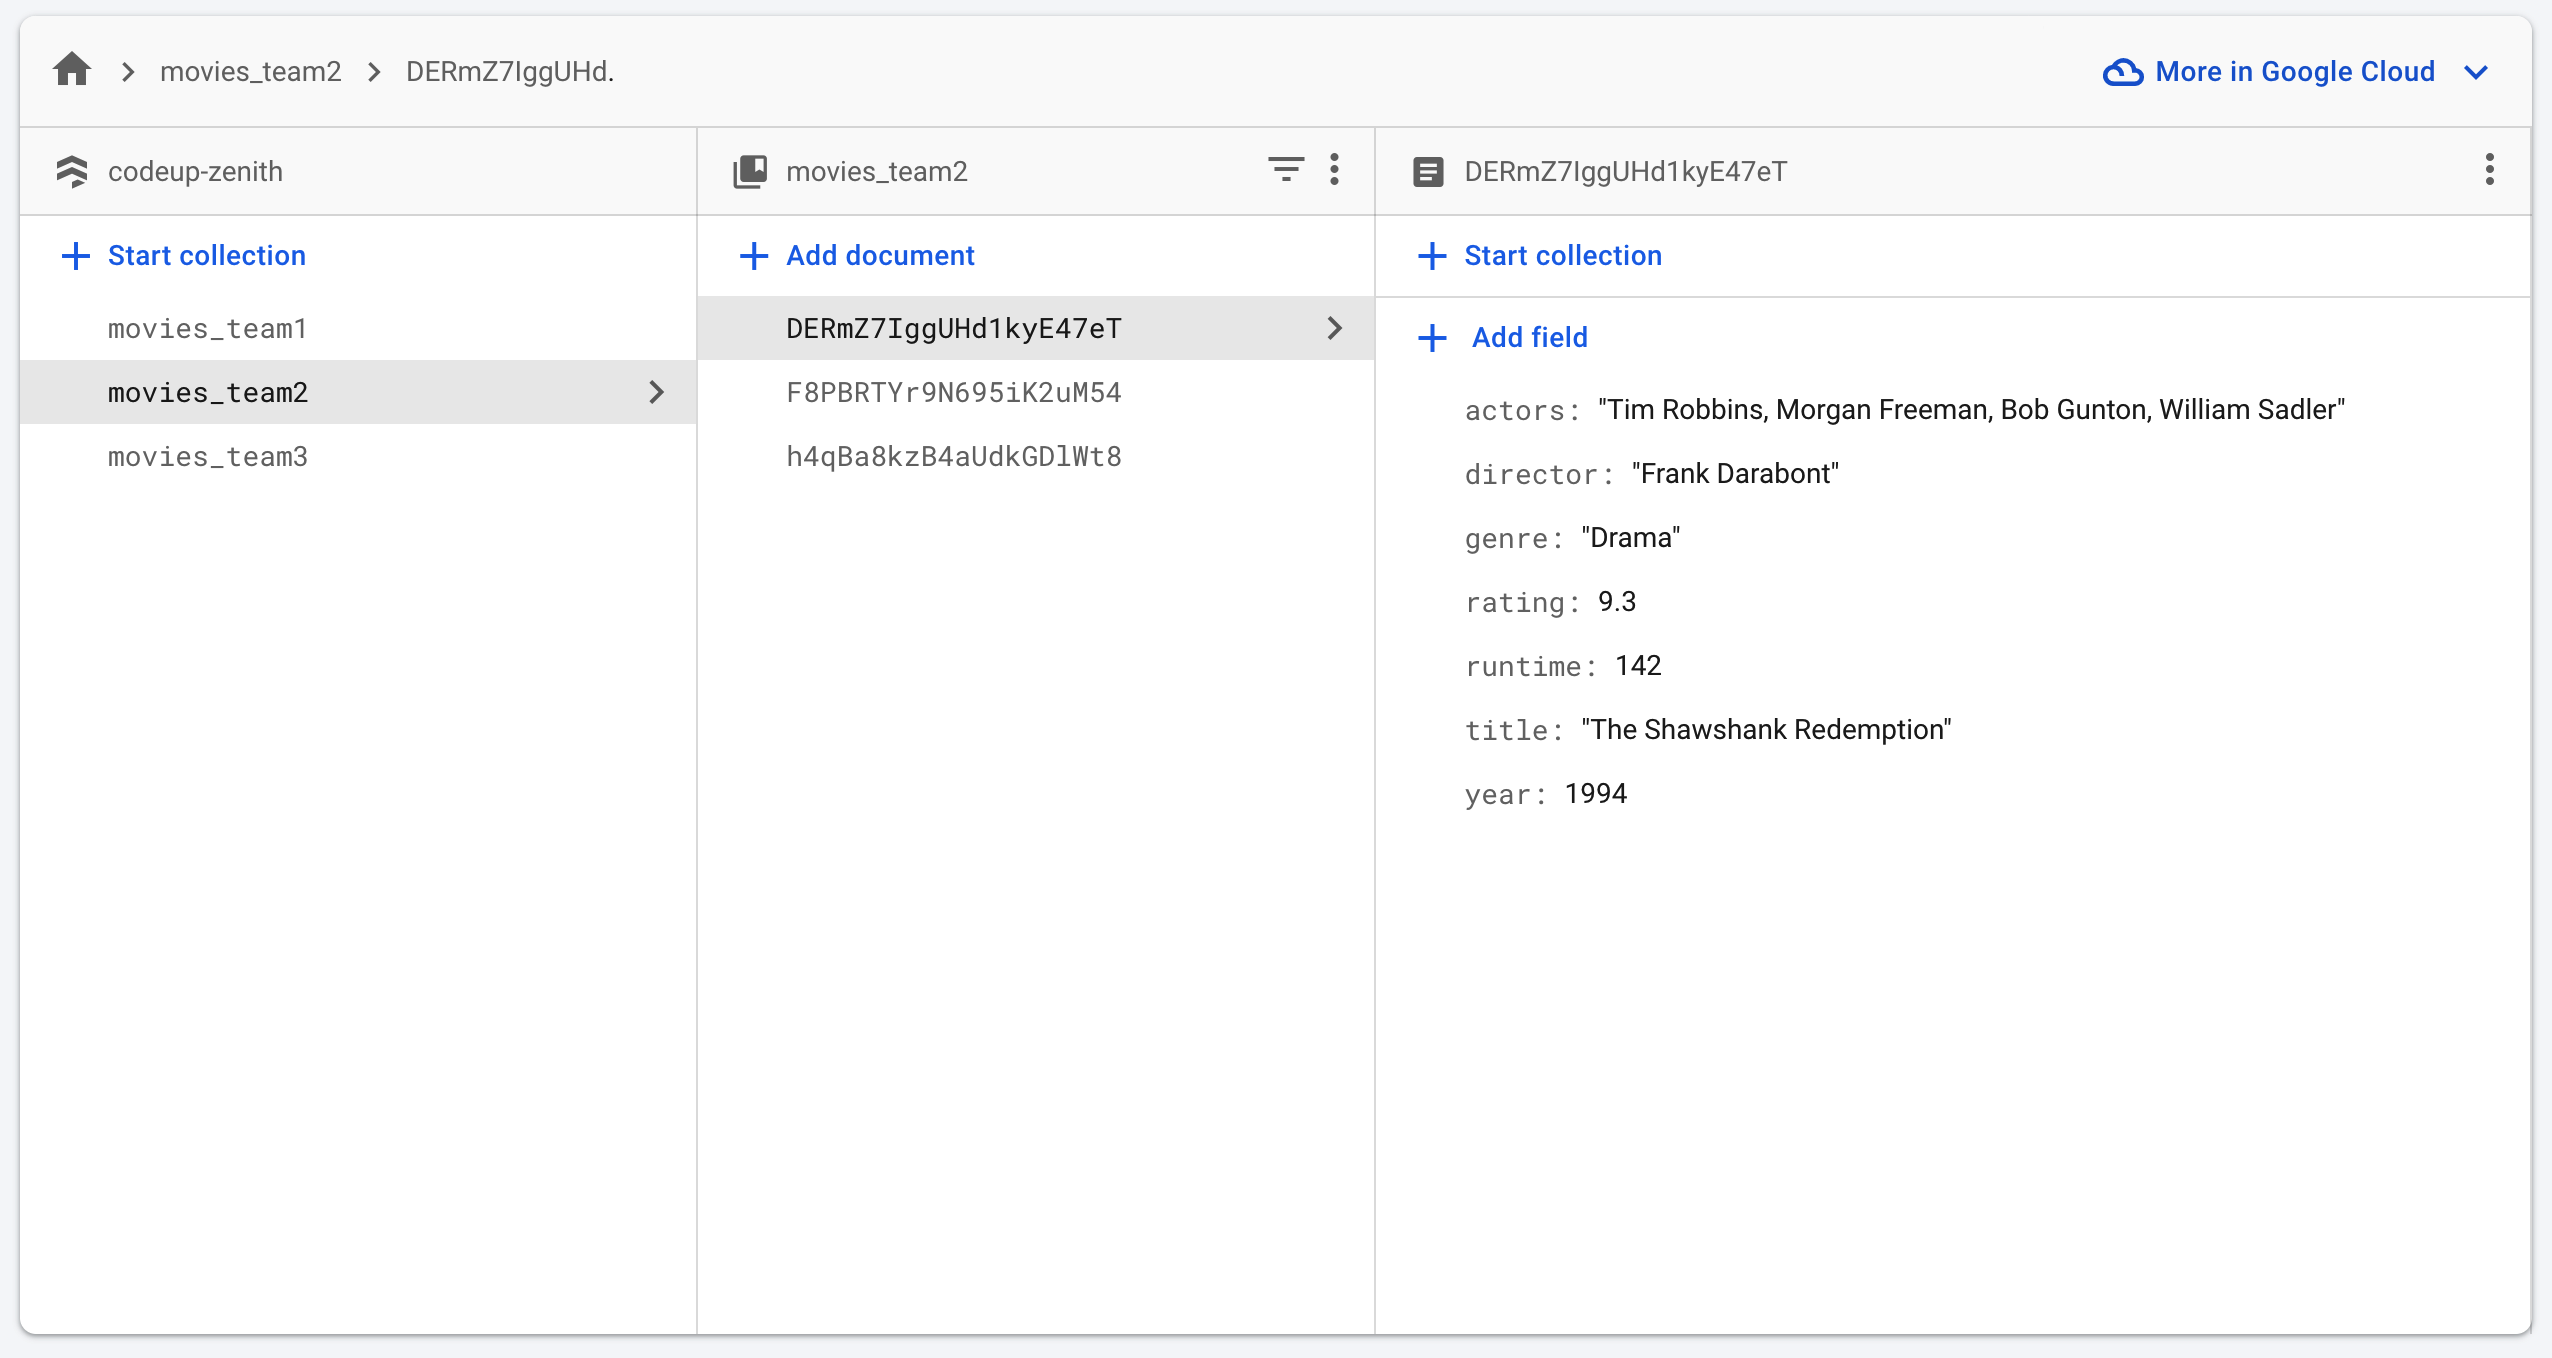 movies_team2 DERmZ7IggUHd.
More in Google Cloud
codeup-zenith
Start collection
movies_team1
movies_team2
movies_team3
movies_team2
Add document
DERmZ7IggUHd1kyE47eT
F8PBRTYr9N695iK2uM54
h4qBa8kzB4aUdkGDlWt8
DERmZ7IggUHd1kyE47eT
Start collection
Add field
actors: "Tim Robbins, Morgan Freeman, Bob Gunton, William Sadler"
director: "Frank Darabont"
genre: "Drama"
rating: 9.3
runtime: 142
title: "The Shawshank Redemption"
year: 1994